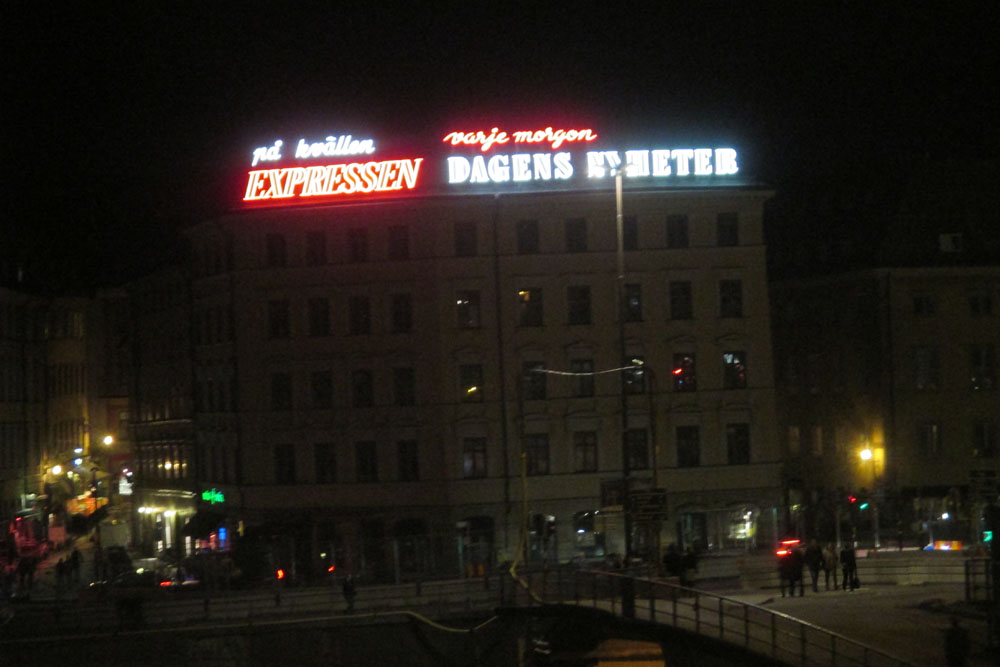 på kvällen
EXPRESSEN
varje morgon
DAGENS NYHETER